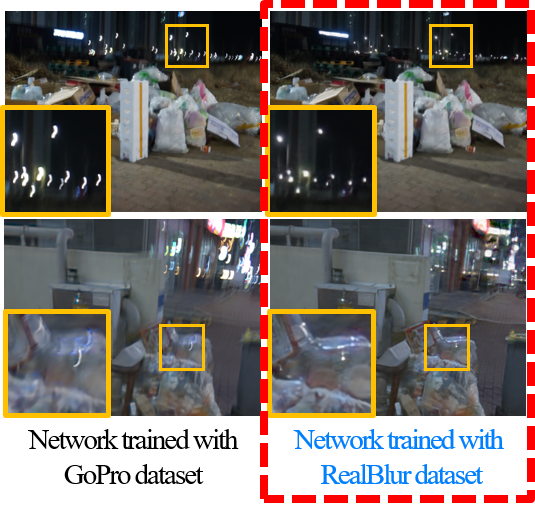 Network trained with
GoPro dataset
Network trained with
RealBlur dataset